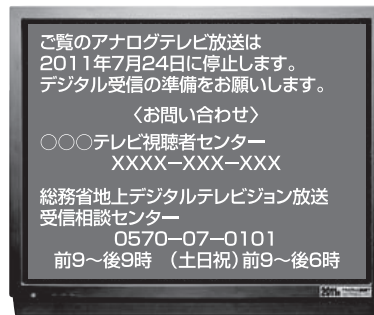 ご覧のアナログテレビ放送は
2011年7月24日に停止します。
デジタル受信の準備をお願いします。
〈お問い合わせ〉
○○○テレビ視聴者センター
XXXX－XXX－XXX
総務省地上デジタルテレビジョン放送
受信相談センター
0570－07－0101
前9～後9時 （土日祝）前9～後6時